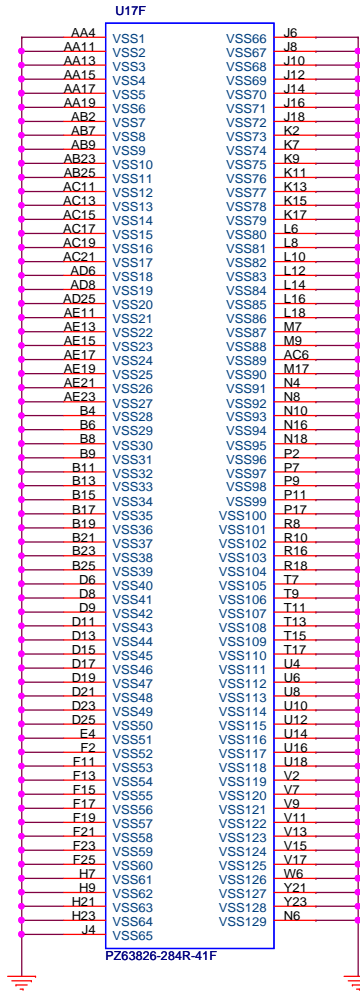 U17F
AA4 VSS1 VSS66 J6
AA11 VSS2 VSS67 J8
AA13 VSS3 VSS68 J10
AA15 VSS4 VSS69 J12
AA17 VSS5 VSS70 J14
AA19 VSS6 VSS71 J16
AB2 VSS7 VSS72 J18
AB7 VSS8 VSS73 K2
AB9 VSS9 VSS74 K7
AB23 VSS10 VSS75 K9
AB25 VSS11 VSS76 K11
AC11 VSS12 VSS77 K13
AC13 VSS13 VSS78 K15
AC15 VSS14 VSS79 K17
AC17 VSS15 VSS80 L6
AC19 VSS16 VSS81 L8
AC21 VSS17 VSS82 L10
AD6 VSS18 VSS83 L12
AD8 VSS19 VSS84 L14
AD25 VSS20 VSS85 L16
AE11 VSS21 VSS86 L18
AE13 VSS22 VSS87 M7
AE15 VSS23 VSS88 M9
AE17 VSS24 VSS89 AC6
AE19 VSS25 VSS90 M17
AE21 VSS26 VSS91 N4
AE23 VSS27 VSS92 N8
B4 VSS28 VSS93 N10
B6 VSS29 VSS94 N16
B8 VSS30 VSS95 N18
B9 VSS31 VSS96 P2
B11 VSS32 VSS97 P7
B13 VSS33 VSS98 P9
B15 VSS34 VSS99 P11
B17 VSS35 VSS100 P17
B19 VSS36 VSS101 R8
B21 VSS37 VSS102 R10
B23 VSS38 VSS103 R16
B25 VSS39 VSS104 R18
D6 VSS40 VSS105 T7
D8 VSS41 VSS106 T9
D9 VSS42 VSS107 T11
D11 VSS43 VSS108 T13
D13 VSS44 VSS109 T15
D15 VSS45 VSS110 T17
D17 VSS46 VSS111 U4
D19 VSS47 VSS112 U6
D21 VSS48 VSS113 U8
D23 VSS49 VSS114 U10
D25 VSS50 VSS115 U12
E4 VSS51 VSS116 U14
F2 VSS52 VSS117 U16
F11 VSS53 VSS118 U18
F13 VSS54 VSS119 V2
F15 VSS55 VSS120 V7
F17 VSS56 VSS121 V9
F19 VSS57 VSS122 V11
F21 VSS58 VSS123 V13
F23 VSS59 VSS124 V15
F25 VSS60 VSS125 V17
H7 VSS61 VSS126 W6
H9 VSS62 VSS127 Y21
H21 VSS63 VSS128 Y23
H23 VSS64 VSS129 N6
J4 VSS65
PZ63826-284R-41F